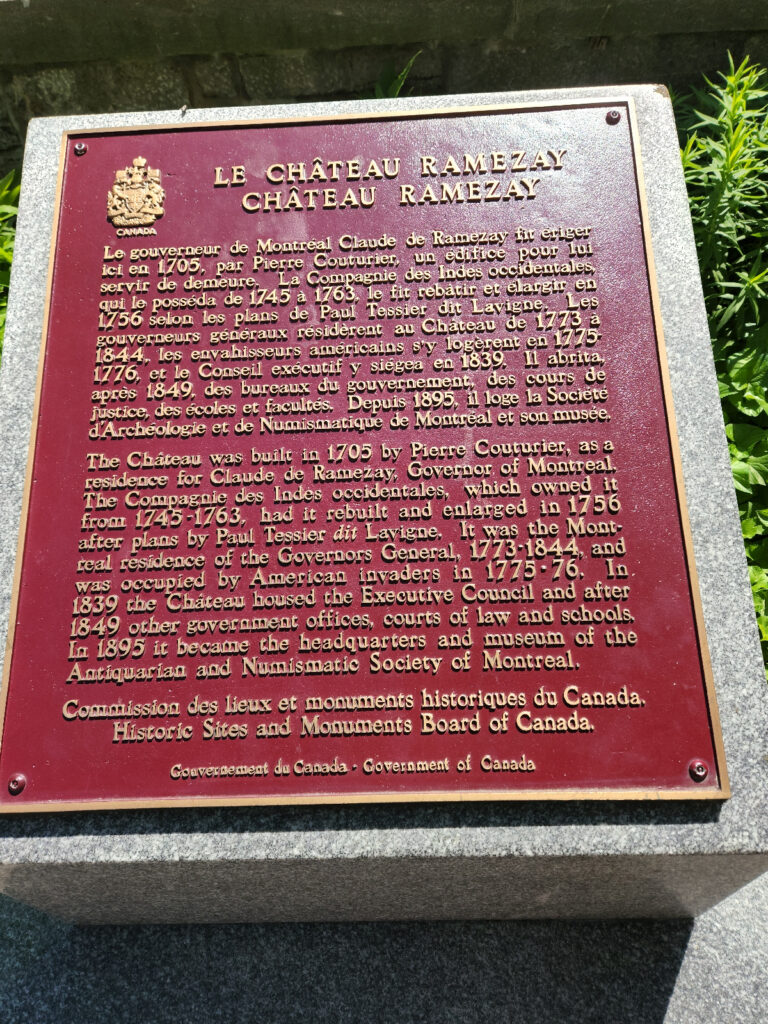 LE CHÂTEAU RAMEZAY
CHÂTEAU RAMEZAY
CANADA
Le gouverneur de Montréal Claude de Ramezay fit ériger
ici en 1705, par Pierre Couturier, un édifice pour lui
servir de demeure. La Compagnie des Indes occidentales,
qui le posséda de 1745 à 1763, le fit rebâtir et élargir en
1756 selon les plans de Paul Tessier dit Lavigne. Les
gouverneurs généraux résidèrent au Château de 1773 à
1844, les envahisseurs américains s'y logèrent en 1775-
1776, et le Conseil exécutif y siégea en 1839. Il abrita,
après 1849, des bureaux du gouvernement, des cours de
justice, des écoles et facultés. Depuis 1895, il loge la Société
d'Archéologie et de Numismatique de Montréal et son musée.
The Château was built in 1705 by Pierre Couturier, as a
residence for Claude de Ramezay, Governor of Montreal.
The Compagnie des Indes occidentales, which owned it
from 1745-1763, had it rebuilt and enlarged in 1756
after plans by Paul Tessier dit Lavigne. It was the Mont-
real residence of the Governors General, 1773-1844, and
was occupied by American invaders in 1775-76. In
1839 the Château housed the Executive Council and after
1849 other government offices, courts of law and schools.
In 1895 it became the headquarters and museum of the
Antiquarian and Numismatic Society of Montreal.
Commission des lieux et monuments historiques du Canada.
Historic Sites and Monuments Board of Canada.
Gouvernement du Canada - Government of Canada